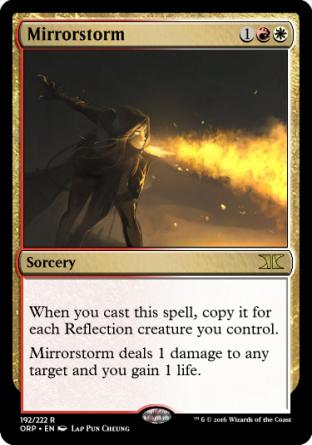 Mirrorstorm 1
Sorcery
When you cast this spell, copy it for
each Reflection creature you control.
Mirrorstorm deals 1 damage to any
target and you gain 1 life.
192/222 R
ORP • EN Lap Pun Cheung
™ & © 2016 Wizards of the Coast